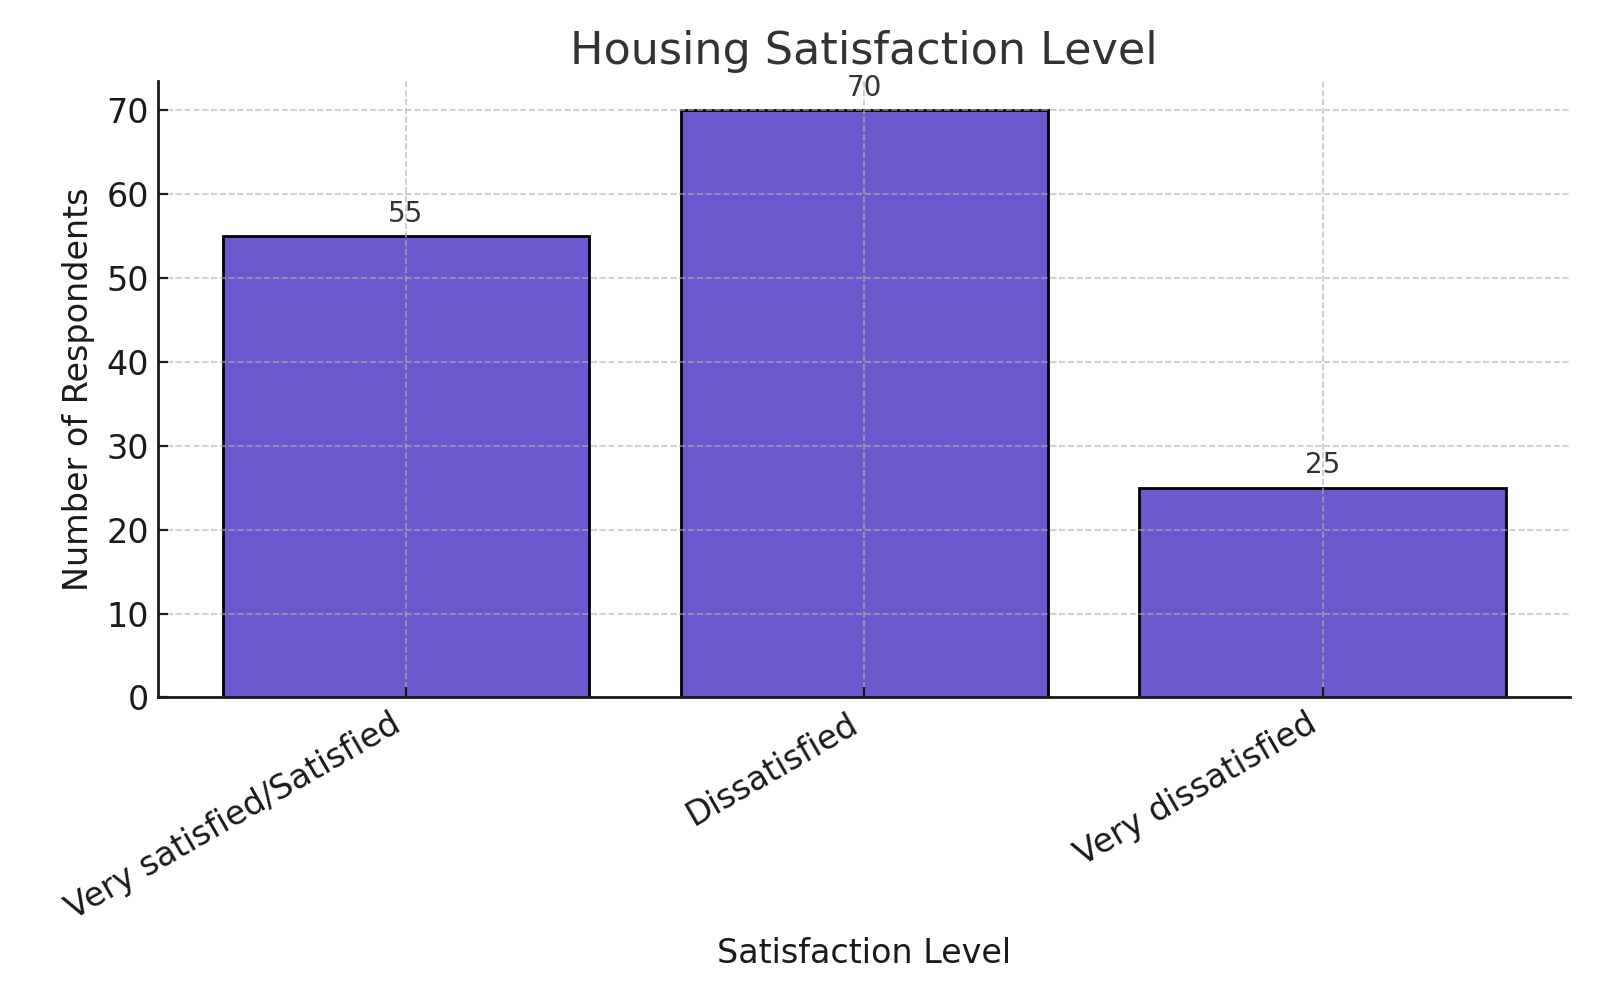 Housing Satisfaction Level
70
70
60
55
50
40
30
25
20
10
0
Number of Respondents
Very satisfied/Satisfied
Dissatisfied
Very dissatisfied
Satisfaction Level